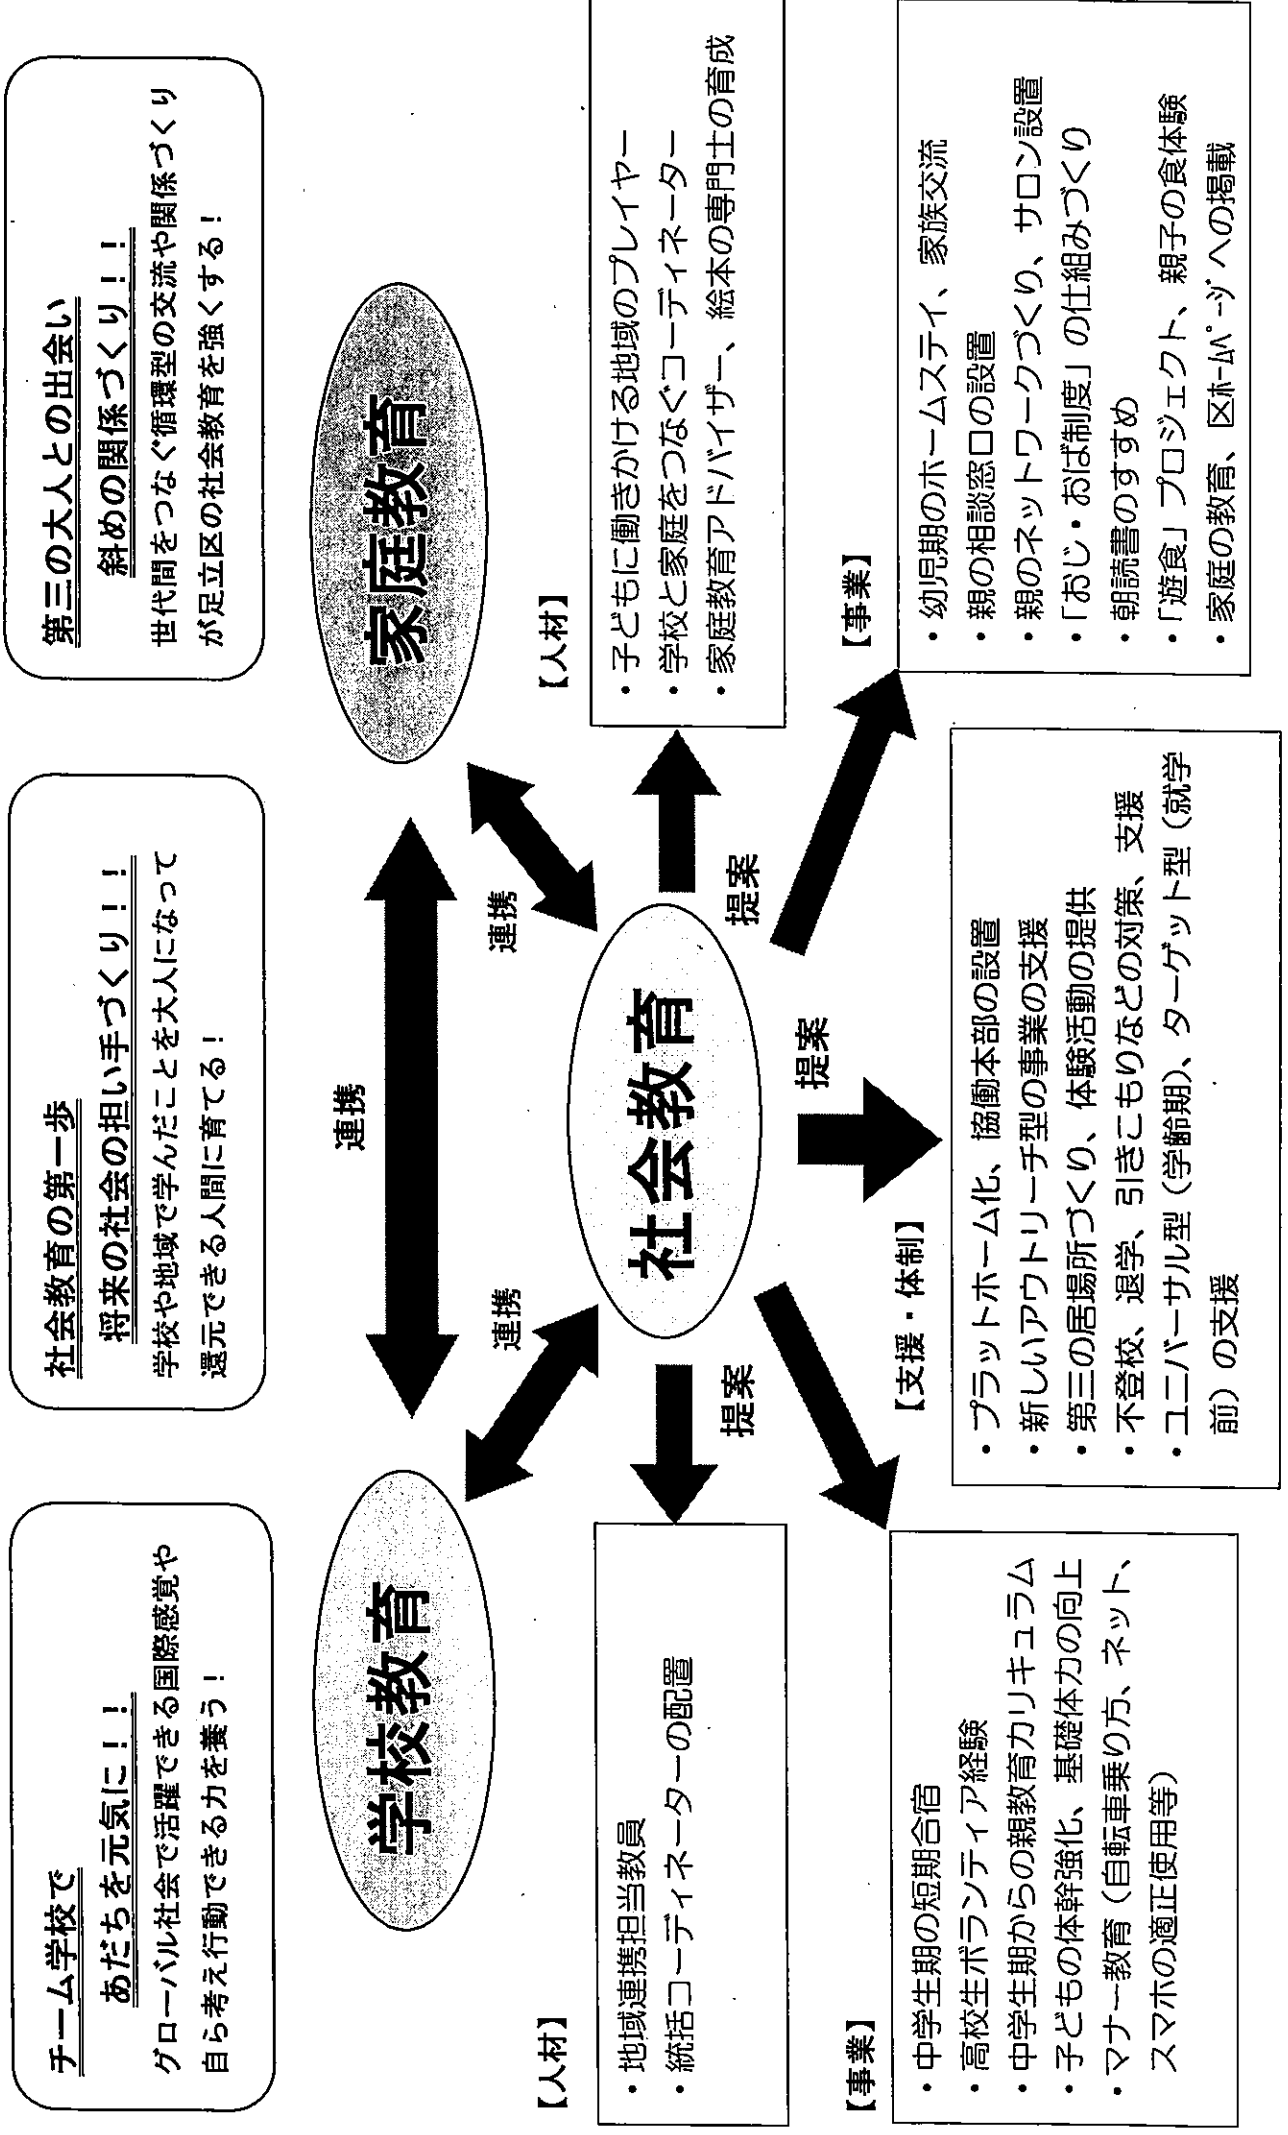 チーム学校で
あだちを元気に！！
グローバル社会で活躍できる国際感覚や
自ら考え行動できる力を養う！
社会教育の第一歩
将来の社会の担い手づくり！！
学校や地域で学んだことを大人になって
還元できる人間に育てる！
第三の大人との出会い
斜めの関係づくり！！
世代間をつなぐ循環型の交流や関係づくり
が足立区の社会教育を強くする！
学校教育
連携
家庭教育
連携
連携
社会教育
提案
提案
提案
【人材】
・地域連携担当教員
・統括コーディネーターの配置
【人材】
・子どもに働きかける地域のプレイヤー
・学校と家庭をつなぐコーディネーター
・家庭教育アドバイザー、絵本の専門士の育成
【事業】
・中学生期の短期合宿
・高校生ボランティア経験
・中学生期からの親教育カリキュラム
・子どもの体幹強化、基礎体力の向上
・マナー教育（自転車乗り方、ネット、
スマホの適正使用等）
【支援・体制】
・プラットホーム化、協働本部の設置
・新しいアウトリーチ型の事業の支援
・第三の居場所づくり、体験活動の提供
・不登校、退学、引きこもりなどの対策、支援
・ユニバーサル型（学齢期）、ターゲット型（就学
前）の支援
【事業】
・幼児期のホームステイ、家族交流
・親の相談窓口の設置
・親のネットワークづくり、サロン設置
・「おじ・おば制度」の仕組みづくり
・朝読書のすすめ
・「遊食」プロジェクト、親子の食体験
・家庭の教育、区ﾎｰﾑﾍﾟｰｼﾞへの掲載